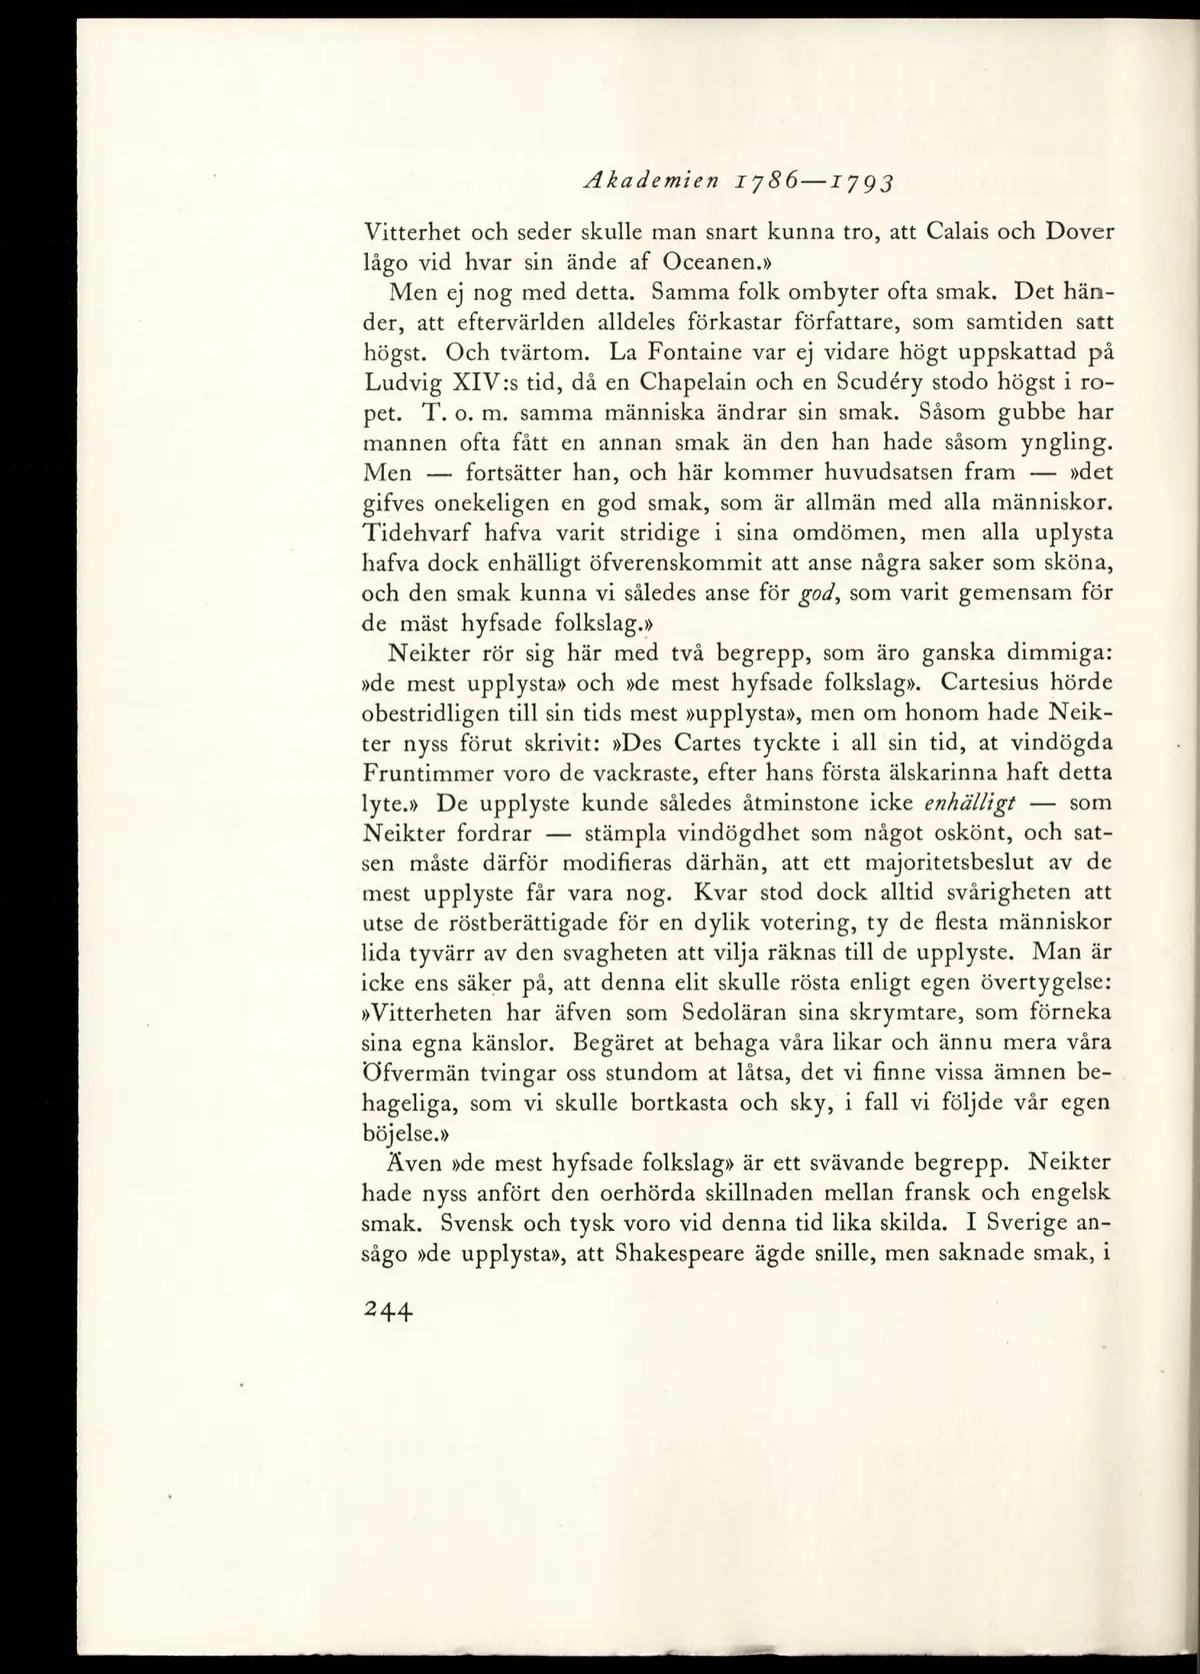 Akademien 1786—1793
Vitterhet och seder skulle man snart kunna tro, att Calais och Dover
lågo vid hvar sin ände af Oceanen.»
Men ej nog med detta. Samma folk ombyter ofta smak. Det hän-
der, att eftervärlden alldeles förkastar författare, som samtiden satt
högst. Och tvärtom. La Fontaine var ej vidare högt uppskattad på
Ludvig XIV:s tid, då en Chapelain och en Scudéry stodo högst i ro-
pet. T. o. m. samma människa ändrar sin smak. Såsom gubbe har
mannen ofta fått en annan smak än den han hade såsom yngling.
Men — fortsätter han, och här kommer huvudsatsen fram — »det
gifves onekeligen en god smak, som är allmän med alla människor.
Tidehvarf hafva varit stridige i sina omdömen, men alla uplysta
hafva dock enhälligt öfverenskommit att anse några saker som sköna,
och den smak kunna vi således anse för god, som varit gemensam för
de mäst hyfsade folkslag.»
Neikter rör sig här med två begrepp, som äro ganska dimmiga:
»de mest upplysta» och »de mest hyfsade folkslag». Cartesius hörde
obestridligen till sin tids mest »upplysta», men om honom hade Neik-
ter nyss förut skrivit: »Des Cartes tyckte i all sin tid, at vindögda
Fruntimmer voro de vackraste, efter hans första älskarinna haft detta
lyte.» De upplyste kunde således åtminstone icke enhälligt — som
Neikter fordrar — stämpla vindögdhet som något oskönt, och sat-
sen måste därför modifieras därhän, att ett majoritetsbeslut av de
mest upplyste får vara nog. Kvar stod dock alltid svårigheten att
utse de röstberättigade för en dylik votering, ty de flesta människor
lida tyvärr av den svagheten att vilja räknas till de upplyste. Man är
icke ens säker på, att denna elit skulle rösta enligt egen övertygelse:
»Vitterheten har äfven som Sedoläran sina skrymtare, som förneka
sina egna känslor. Begäret at behaga våra likar och ännu mera våra
Öfvermän tvingar oss stundom at låtsa, det vi finne vissa ämnen be-
hageliga, som vi skulle bortkasta och sky, i fall vi följde vår egen
böjelse.»
Även »de mest hyfsade folkslag» är ett svävande begrepp. Neikter
hade nyss anfört den oerhörda skillnaden mellan fransk och engelsk
smak. Svensk och tysk voro vid denna tid lika skilda. I Sverige an-
sågo »de upplysta», att Shakespeare ägde snille, men saknade smak, i
244